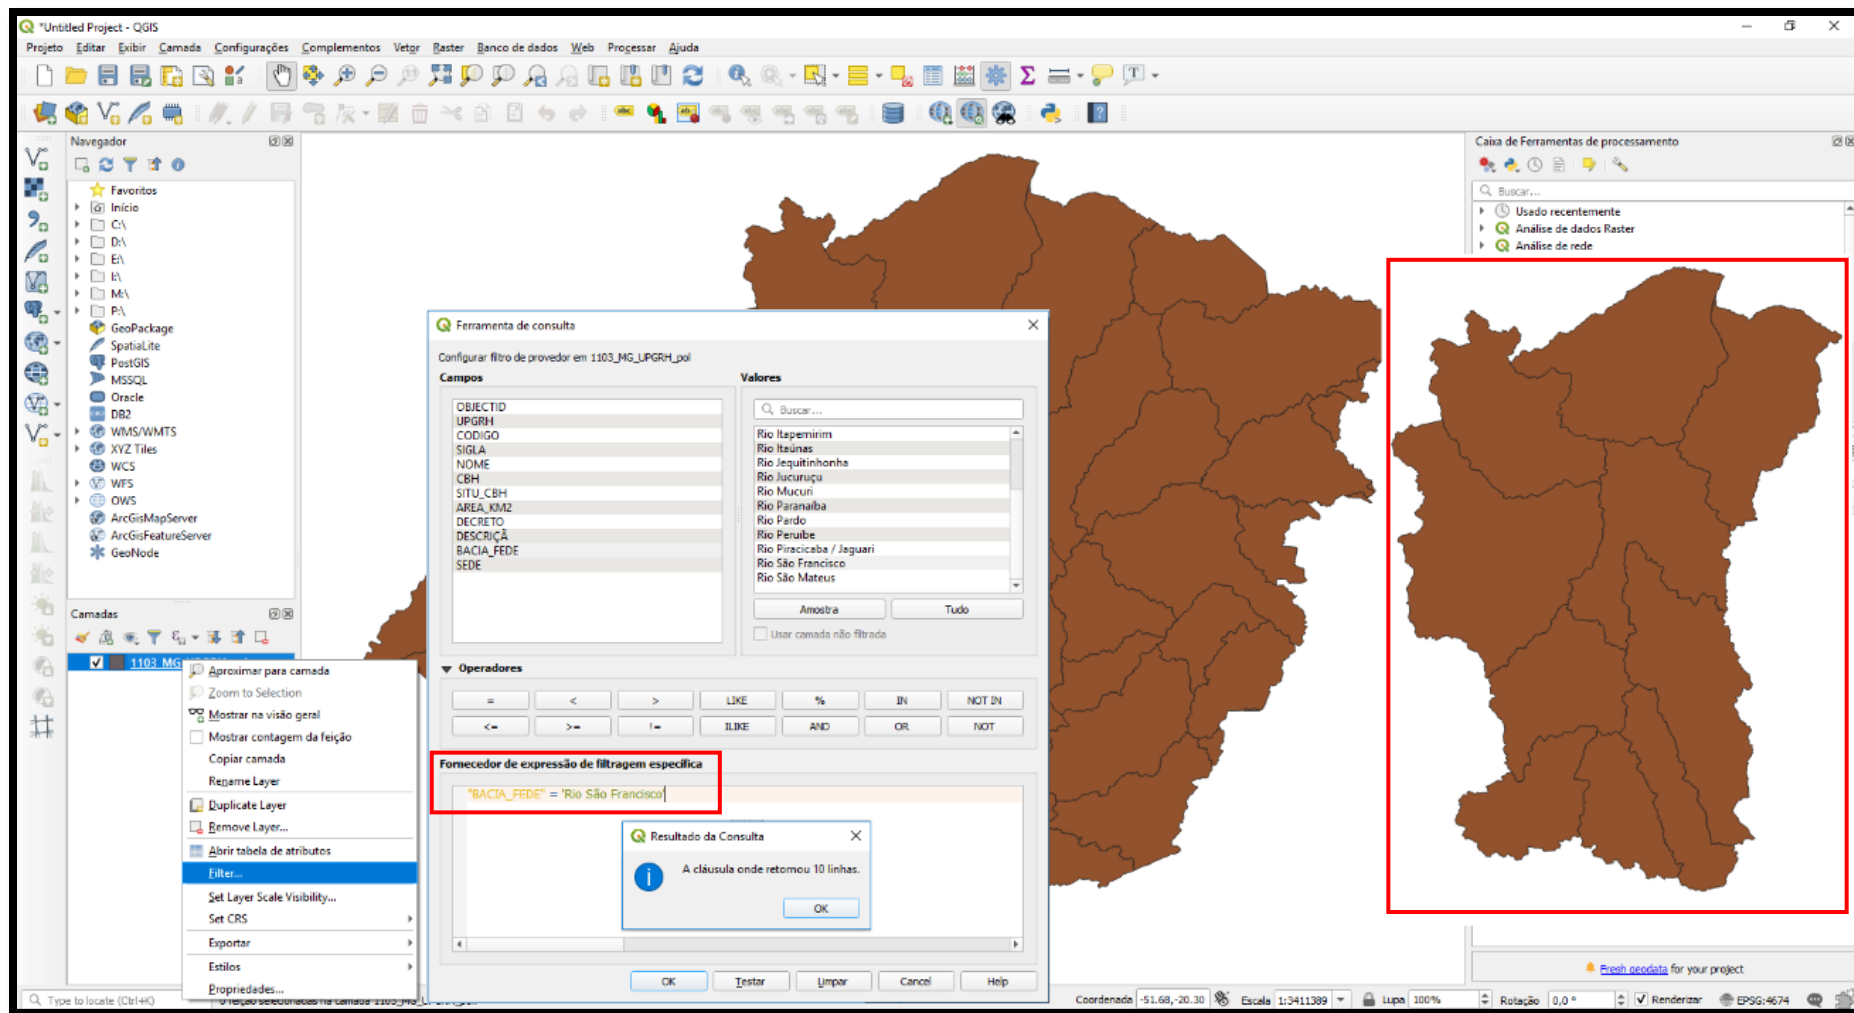 *Untitled Project - QGIS
Projeto Editar Exibir Camada Configurações Complementos Vetor Raster Banco de dados Web Processar Ajuda
Navegador
Favoritos
Início
C:\
D:\
E:\
I:\
M:\
P:\
GeoPackage
SpatiaLite
PostGIS
MSSQL
Oracle
DB2
WMS/WMTS
XYZ Tiles
WCS
WFS
OWS
ArcGisMapServer
ArcGisFeatureServer
GeoNode
Camadas
1103_MG
Aproximar para camada
Zoom to Selection
Mostrar na visão geral
Mostrar contagem da feição
Copiar camada
Rename Layer
Duplicate Layer
Remove Layer...
Abrir tabela de atributos
Filter...
Set Layer Scale Visibility...
Set CRS
Exportar
Estilos
Propriedades...
Ferramenta de consulta
Configurar filtro de provedor em 1103_MG_UPGRH_pol
Campos
OBJECTID
UPGRH
CODIGO
SIGLA
NOME
CBH
SITU_CBH
AREA_KM2
DECRETO
DESCRIÇÃ
BACIA_FEDE
SEDE
Valores
Buscar...
Rio Itapemirim
Rio Itaúnas
Rio Jequitinhonha
Rio Jucuruçu
Rio Mucuri
Rio Paranaíba
Rio Pardo
Rio Peruíbe
Rio Piracicaba / Jaguari
Rio São Francisco
Rio São Mateus
Amostra Tudo
Usar camada não filtrada
Operadores
= < > LIKE % IN NOT IN
<= >= != ILIKE AND OR NOT
Fornecedor de expressão de filtragem específica
"BACIA_FEDE" = 'Rio São Francisco'
Resultado da Consulta
A cláusula onde retornou 10 linhas.
OK
OK Testar Limpar Cancel Help
Caixa de Ferramentas de processamento
Buscar...
Usado recentemente
Análise de dados Raster
Análise de rede
Fresh geodata for your project
Type to locate (Ctrl+K)
Coordenada -51.68,-20.30 Escala 1:3411389 Lupa 100% Rotação 0,0 ° Renderizar EPSG:4674